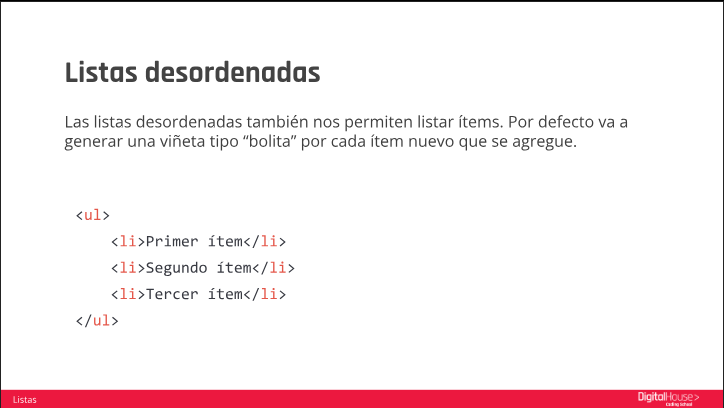 Listas desordenadas
Las listas desordenadas también nos permiten listar ítems. Por defecto va a
generar una viñeta tipo “bolita” por cada ítem nuevo que se agregue.
<ul>
<li>Primer ítem</li>
<li>Segundo ítem</li>
<li>Tercer ítem</li>
</ul>
Listas
DigitalHouse>
Coding School